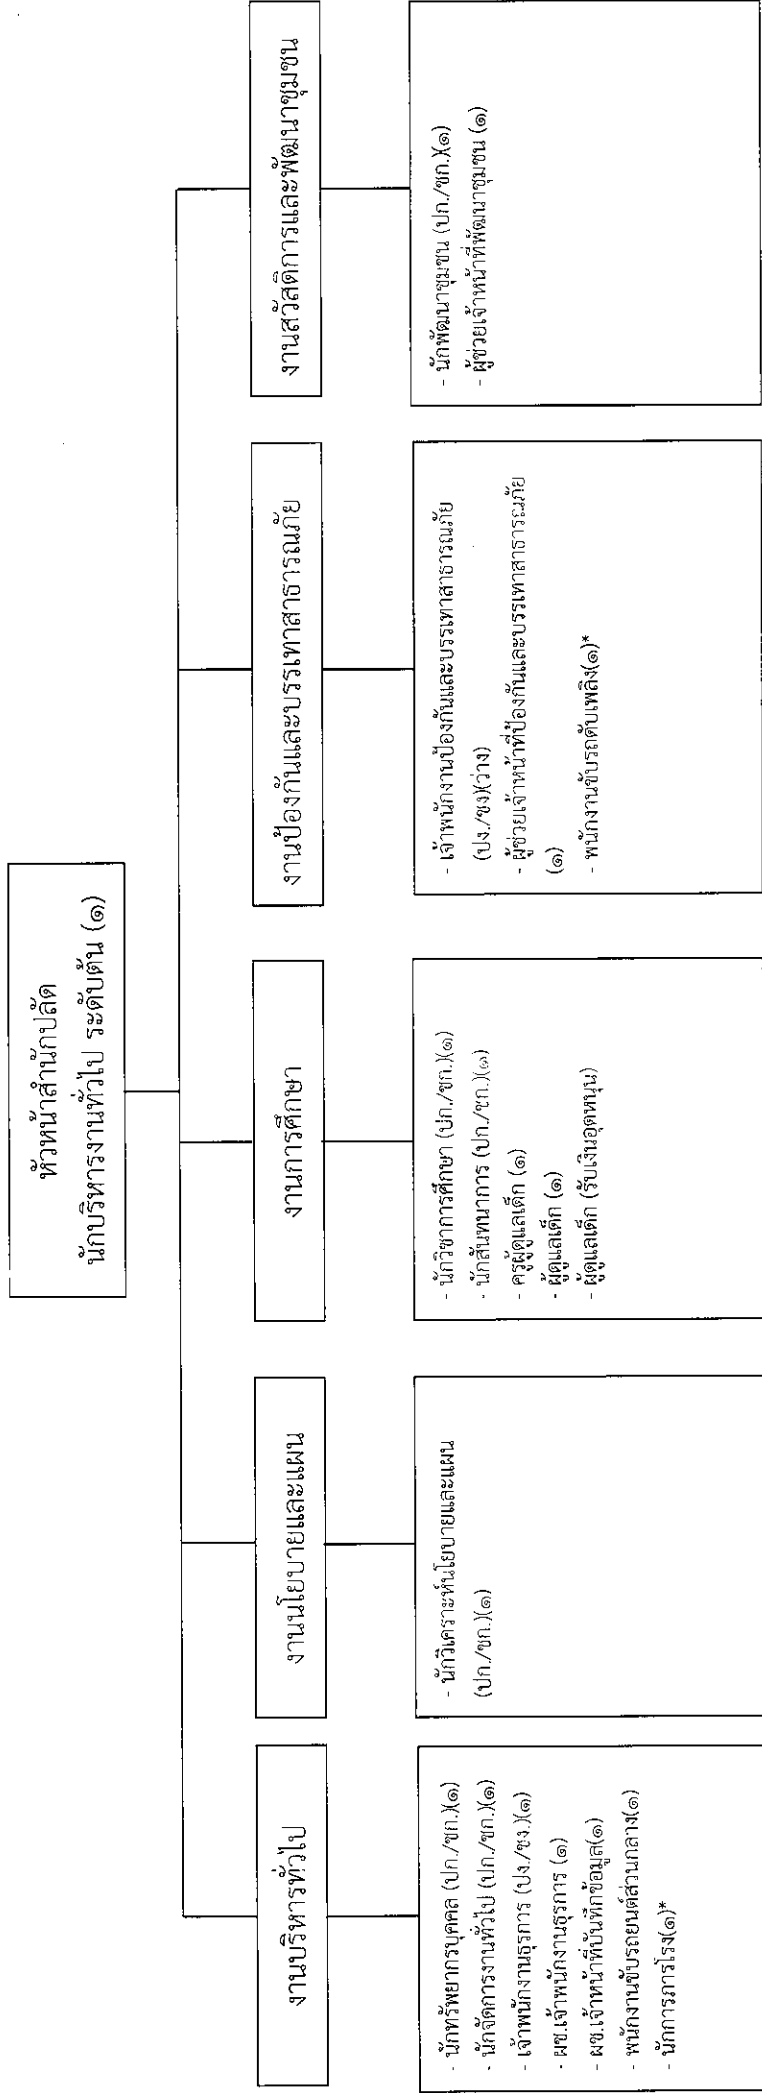 หัวหน้าสำนักปลัด
นักบริหารงานทั่วไป ระดับต้น (๑)
งานบริหารทั่วไป
- นักทรัพยากรบุคคล (ปก./ชก.)(๑)
- นักจัดการงานทั่วไป (ปก./ชก.)(๑)
- เจ้าพนักงานธุรการ (ปง./ชง.)(๑)
- ผช.เจ้าพนักงานธุรการ (๑)
- ผช.เจ้าหน้าที่บันทึกข้อมูล(๑)
- พนักงานขับรถยนต์ส่วนกลาง(๑)
- นักการภารโรง(๑)*
งานนโยบายและแผน
- นักวิเคราะห์นโยบายและแผน
(ปก./ชก.)(๑)
งานการศึกษา
- นักวิชาการศึกษา (ปก./ชก.)(๑)
- นักสันทนาการ (ปก./ชก.)(๑)
- ครูผู้ดูแลเด็ก (๑)
- ผู้ดูแลเด็ก (๑)
- ผู้ดูแลเด็ก (รับเงินอุดหนุน)
งานป้องกันและบรรเทาสาธารณภัย
- เจ้าพนักงานป้องกันและบรรเทาสาธารณภัย
(ปง./ชง)(ว่าง)
- ผู้ช่วยเจ้าหน้าที่ป้องกันและบรรเทาสาธารณภัย
(๑)
- พนักงานขับรถดับเพลิง(๑)*
งานสวัสดิการและพัฒนาชุมชน
- นักพัฒนาชุมชน (ปก./ชก.)(๑)
- ผู้ช่วยเจ้าหน้าที่พัฒนาชุมชน (๑)